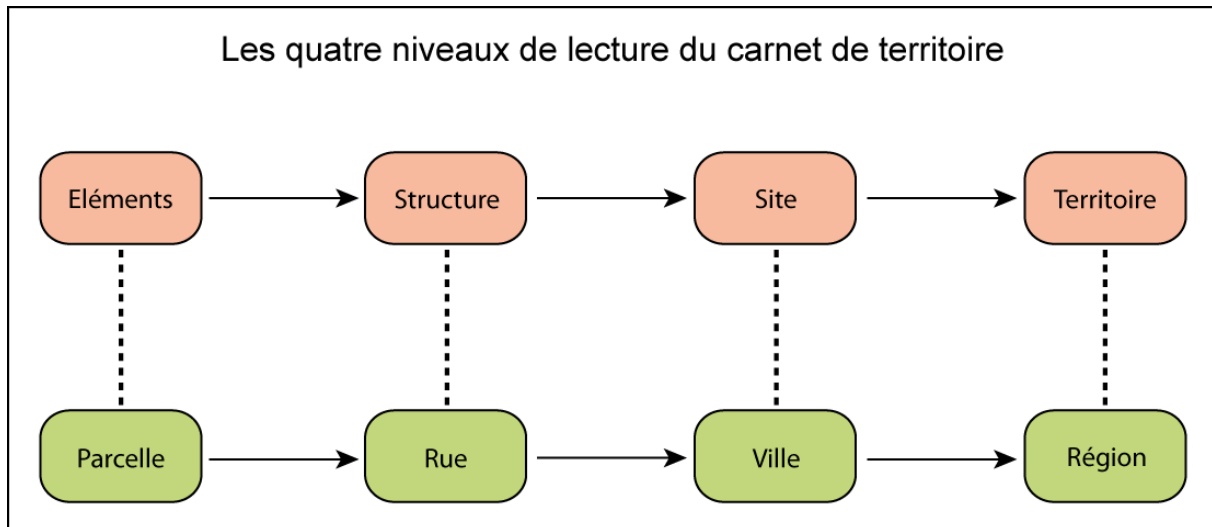 Les quatre niveaux de lecture du carnet de territoire
Eléments
Structure
Site
Territoire
Parcelle
Rue
Ville
Région